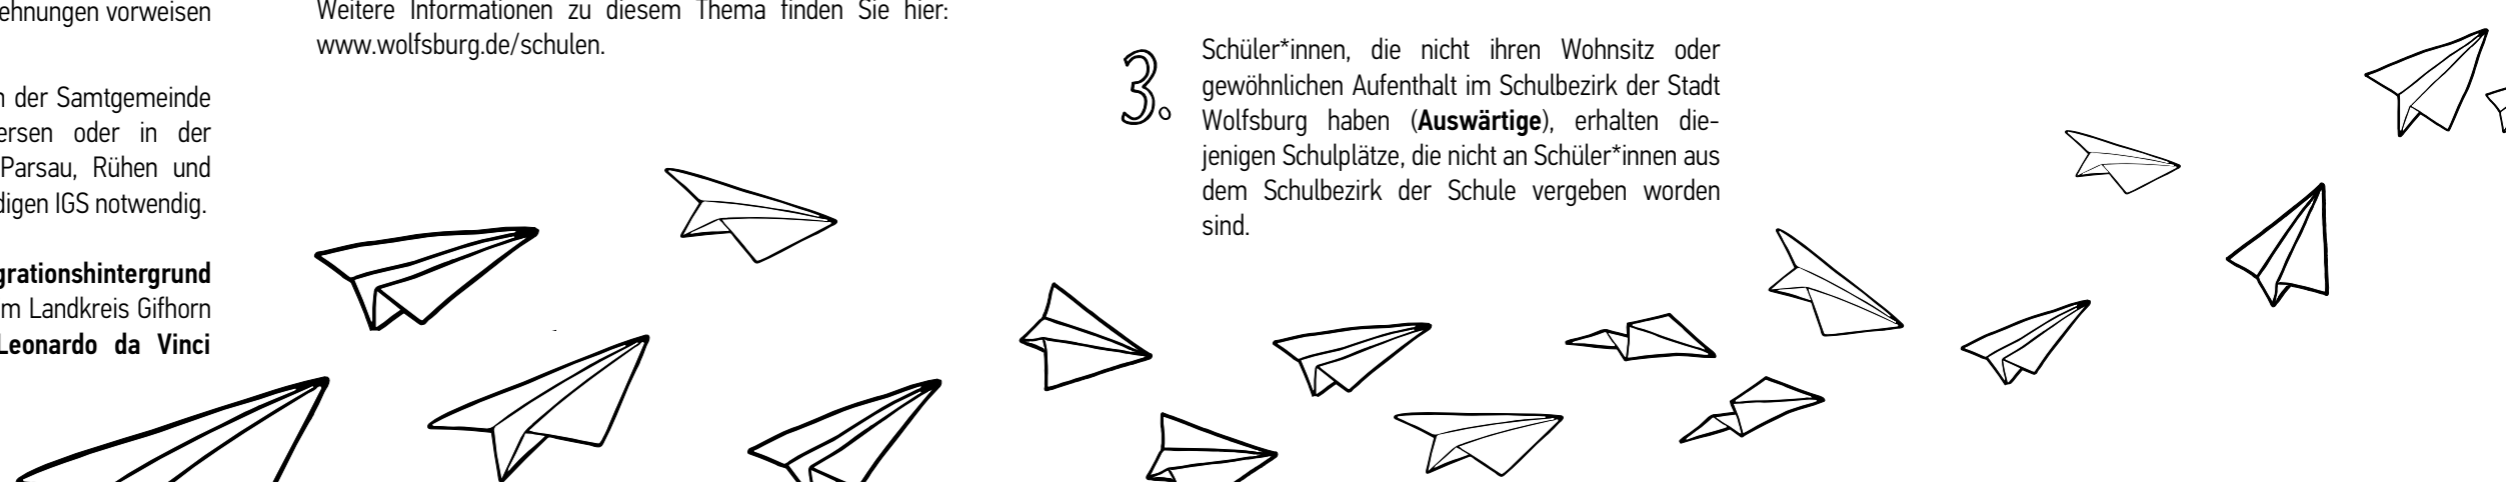 ehnungen vorweisen
der Samtgemeinde
ersen oder in der
Parsau, Rühen und
digen IGS notwendig.
grationshintergrund
m Landkreis Gifhorn
Leonardo da Vinci
Weitere Informationen zu diesem Thema finden Sie hier:
www.wolfsburg.de/schulen.
3.
Schüler*innen, die nicht ihren Wohnsitz oder
gewöhnlichen Aufenthalt im Schulbezirk der Stadt
Wolfsburg haben (Auswärtige), erhalten die-
jenigen Schulplätze, die nicht an Schüler*innen aus
dem Schulbezirk der Schule vergeben worden
sind.